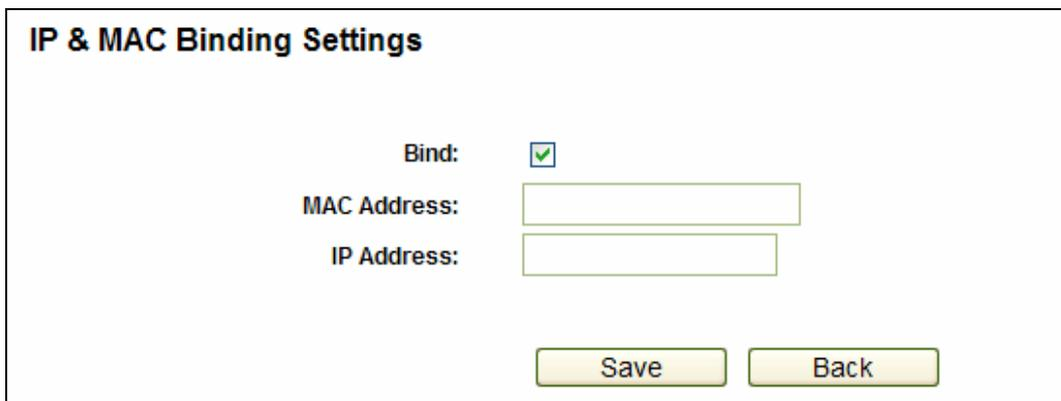 IP & MAC Binding Settings
Bind:
MAC Address:
IP Address:
Save Back